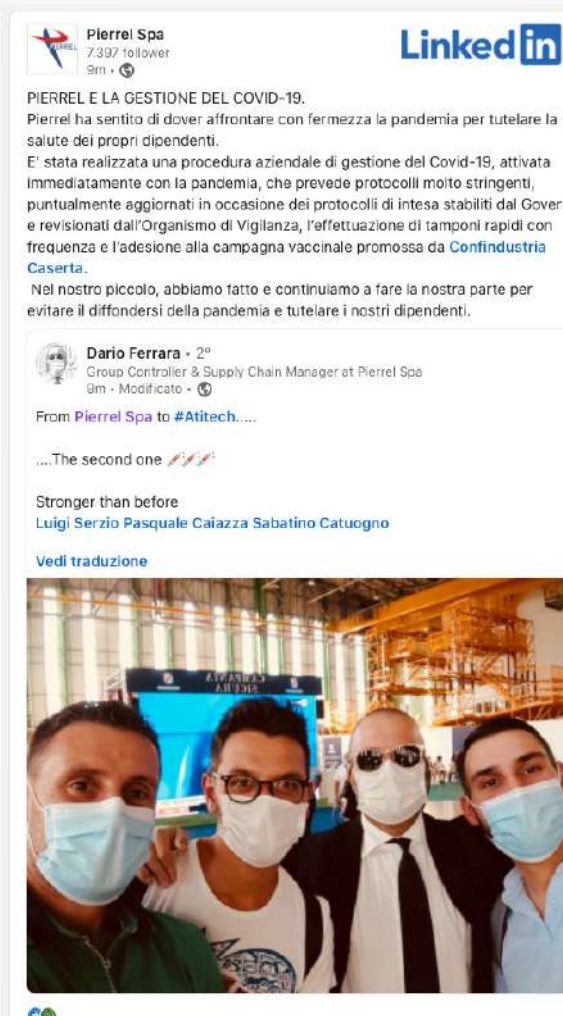 Pierrel Spa
7.397 follower
9m •
PIERREL
Linked in
PIERREL E LA GESTIONE DEL COVID-19.
Pierrel ha sentito di dover affrontare con fermezza la pandemia per tutelare la
salute dei propri dipendenti.
E' stata realizzata una procedura aziendale di gestione del Covid-19, attivata
immediatamente con la pandemia, che prevede protocolli molto stringenti,
puntualmente aggiornati in occasione dei protocolli di intesa stabiliti dal Gover
e revisionati dall'Organismo di Vigilanza, l'effettuazione di tamponi rapidi con
frequenza e l'adesione alla campagna vaccinale promossa da Confindustria
Caserta.
Nel nostro piccolo, abbiamo fatto e continuiamo a fare la nostra parte per
evitare il diffondersi della pandemia e tutelare i nostri dipendenti.
Dario Ferrara • 2º
Group Controller & Supply Chain Manager at Pierrel Spa
9m • Modificato •
From Pierrel Spa to #Atitech.....
....The second one
Stronger than before
Luigi Serzio Pasquale Caiazza Sabatino Catuogno
Vedi traduzione
CAMPANIA
SICURA